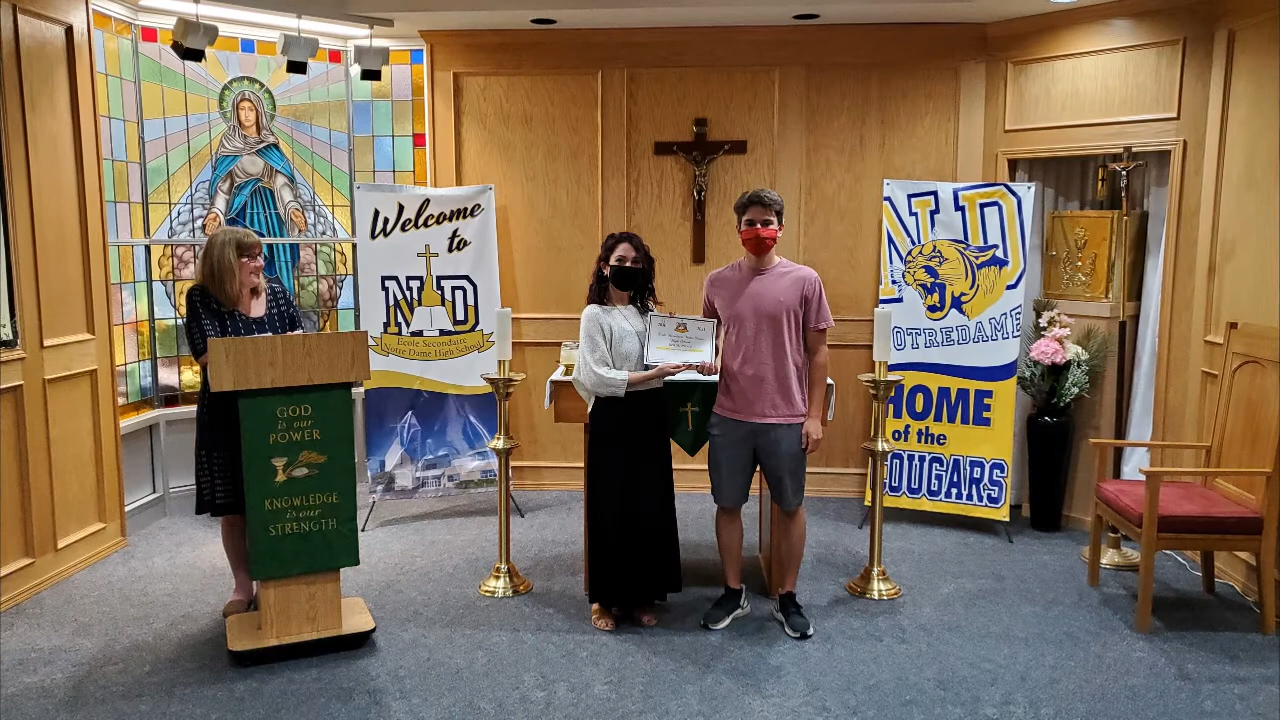 Welcome
to
ND
Ecole Secondaire
Notre Dame High School
GOD
is our
POWER
KNOWLEDGE
is our
STRENGTH
ND
NOTREDAME
HOME
of the
COUGARS